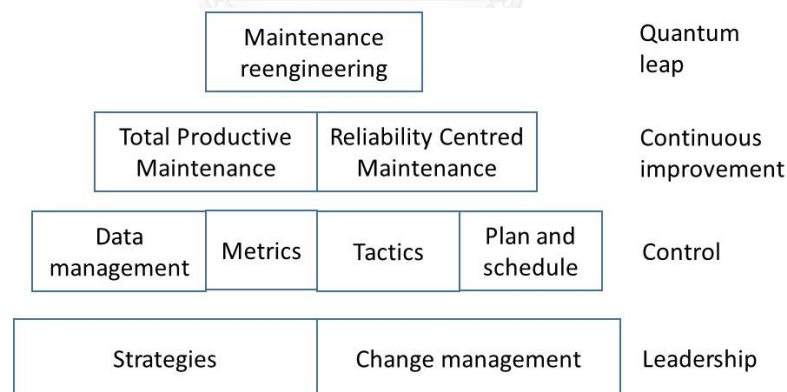 Maintenance
reengineering
Quantum
leap
Total Productive
Maintenance
Reliability Centred
Maintenance
Continuous
improvement
Data
management
Metrics
Tactics
Plan and
schedule
Control
Strategies
Change management
Leadership